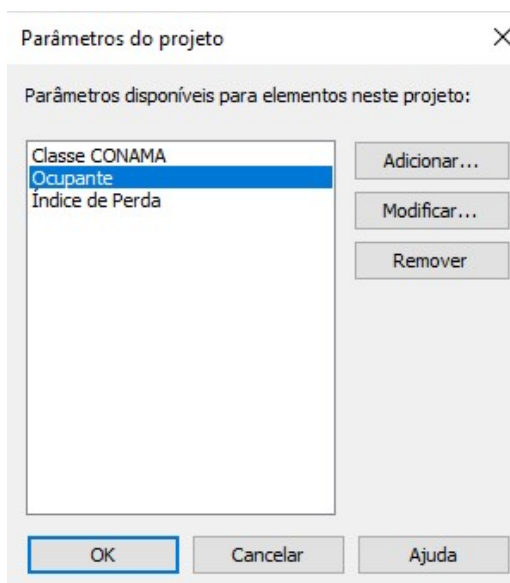 Parâmetros do projeto
Parâmetros disponíveis para elementos neste projeto:
Classe CONAMA
Ocupante
Índice de Perda
Adicionar...
Modificar...
Remover
OK
Cancelar
Ajuda